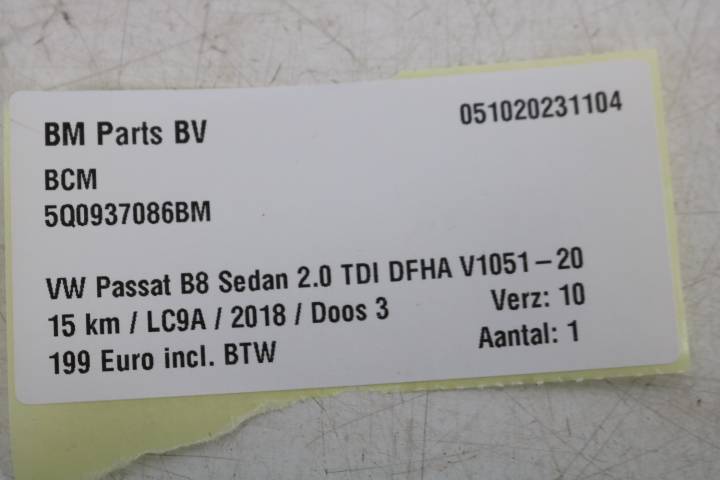 BM Parts BV 051020231104
BCM
5Q0937086BM
VW Passat B8 Sedan 2.0 TDI DFHA V1051-20
15 km / LC9A / 2018 / Doos 3 Verz: 10
199 Euro incl. BTW Aantal: 1